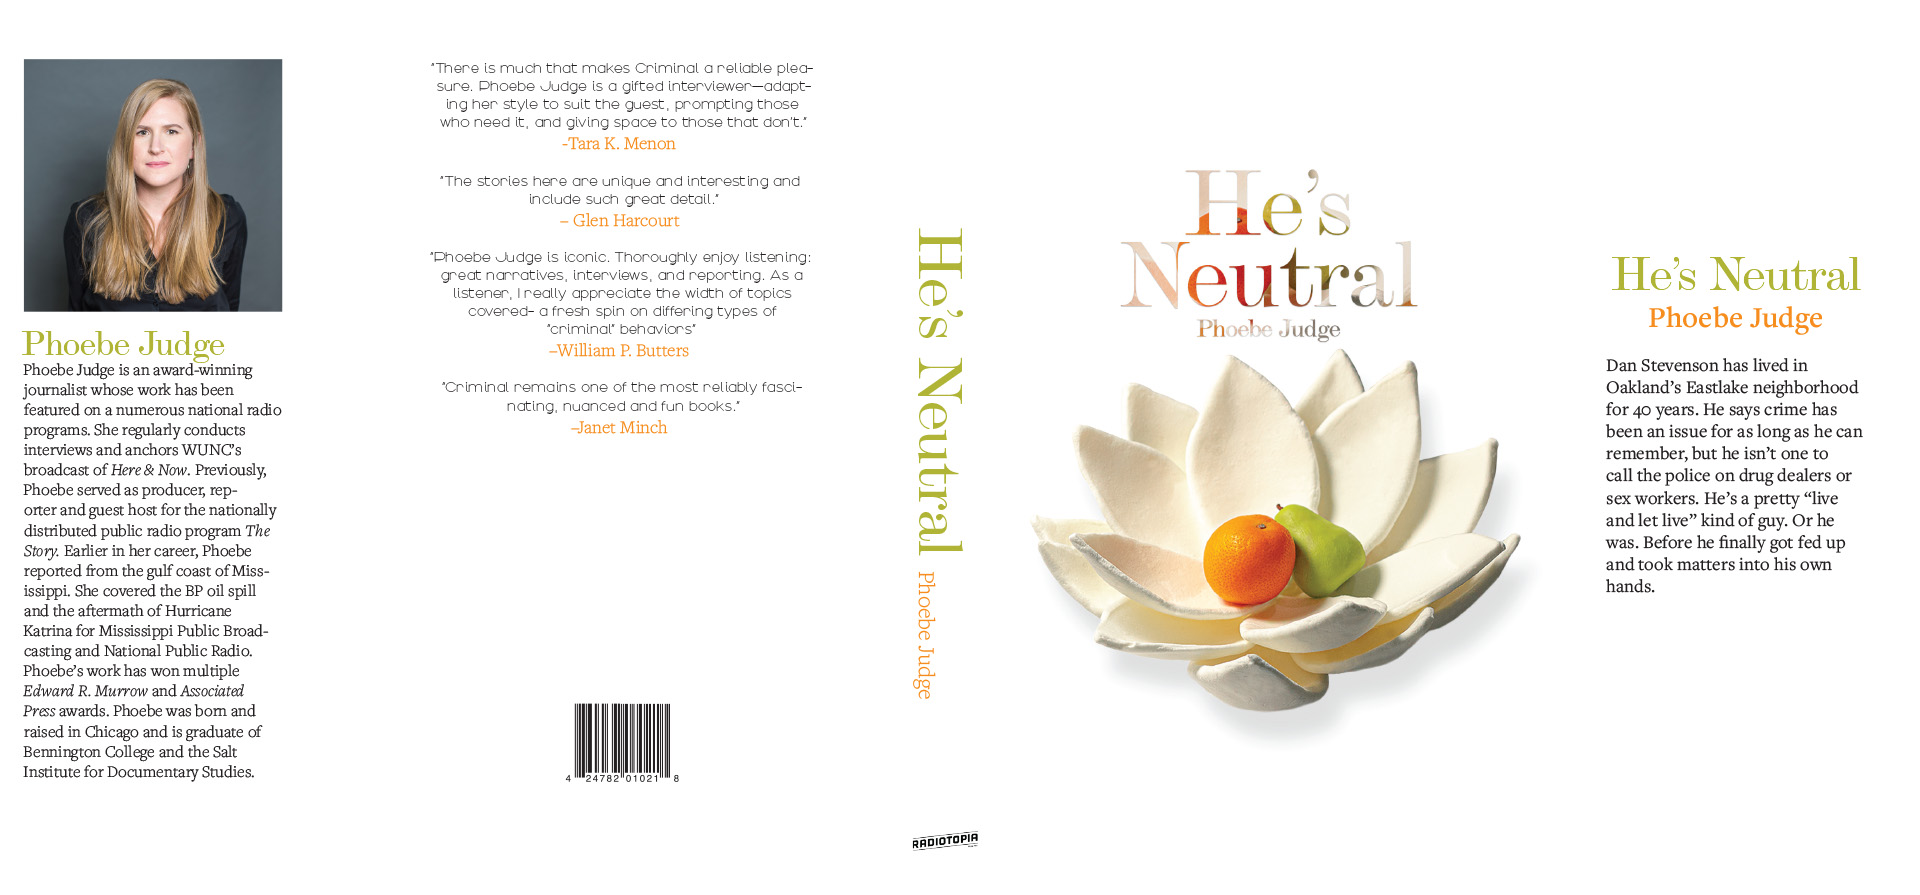 Phoebe Judge
Phoebe Judge is an award-winning
journalist whose work has been
featured on a numerous national radio
programs. She regularly conducts
interviews and anchors WUNC's
broadcast of Here & Now. Previously,
Phoebe served as producer, rep-
orter and guest host for the nationally
distributed public radio program The
Story. Earlier in her career, Phoebe
reported from the gulf coast of Miss-
issippi. She covered the BP oil spill
and the aftermath of Hurricane
Katrina for Mississippi Public Broad-
casting and National Public Radio.
Phoebe's work has won multiple
Edward R. Murrow and Associated
Press awards. Phoebe was born and
raised in Chicago and is graduate of
Bennington College and the Salt
Institute for Documentary Studies.
"There is much that makes Criminal a reliable plea-
sure. Phoebe Judge is a gifted interviewer—adapt-
ing her style to suit the guest, prompting those
who need it, and giving space to those that don't."
-Tara K. Menon
"The stories here are unique and interesting and
include such great detail."
– Glen Harcourt
"Phoebe Judge is iconic. Thoroughly enjoy listening:
great narratives, interviews, and reporting. As a
listener, I really appreciate the width of topics
covered- a fresh spin on differing types of
"criminal" behaviors"
–William P. Butters
"Criminal remains one of the most reliably fasci-
nating, nuanced and fun books."
–Janet Minch
4 24782 01021 8
He's Neutral
Phoebe Judge
RADIOTOPIA
He's
Neutral
Phoebe Judge
He's Neutral
Phoebe Judge
Dan Stevenson has lived in
Oakland's Eastlake neighborhood
for 40 years. He says crime has
been an issue for as long as he can
remember, but he isn't one to
call the police on drug dealers or
sex workers. He's a pretty "live
and let live" kind of guy. Or he
was. Before he finally got fed up
and took matters into his own
hands.